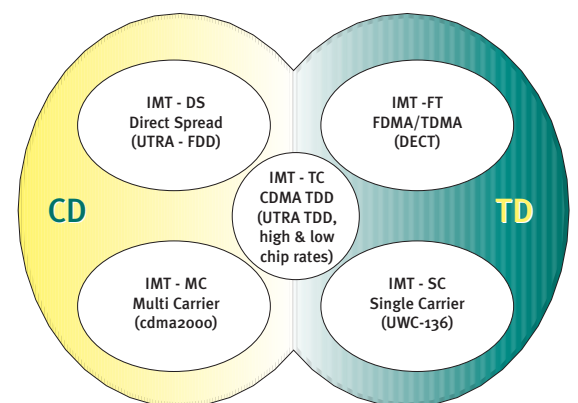 IMT - DS
Direct Spread
(UTRA - FDD)
IMT -FT
FDMA/TDMA
(DECT)
IMT - TC
CDMA TDD
(UTRA TDD,
high & low
chip rates)
CD
TD
IMT - MC
Multi Carrier
(cdma2000)
IMT - SC
Single Carrier
(UWC-136)